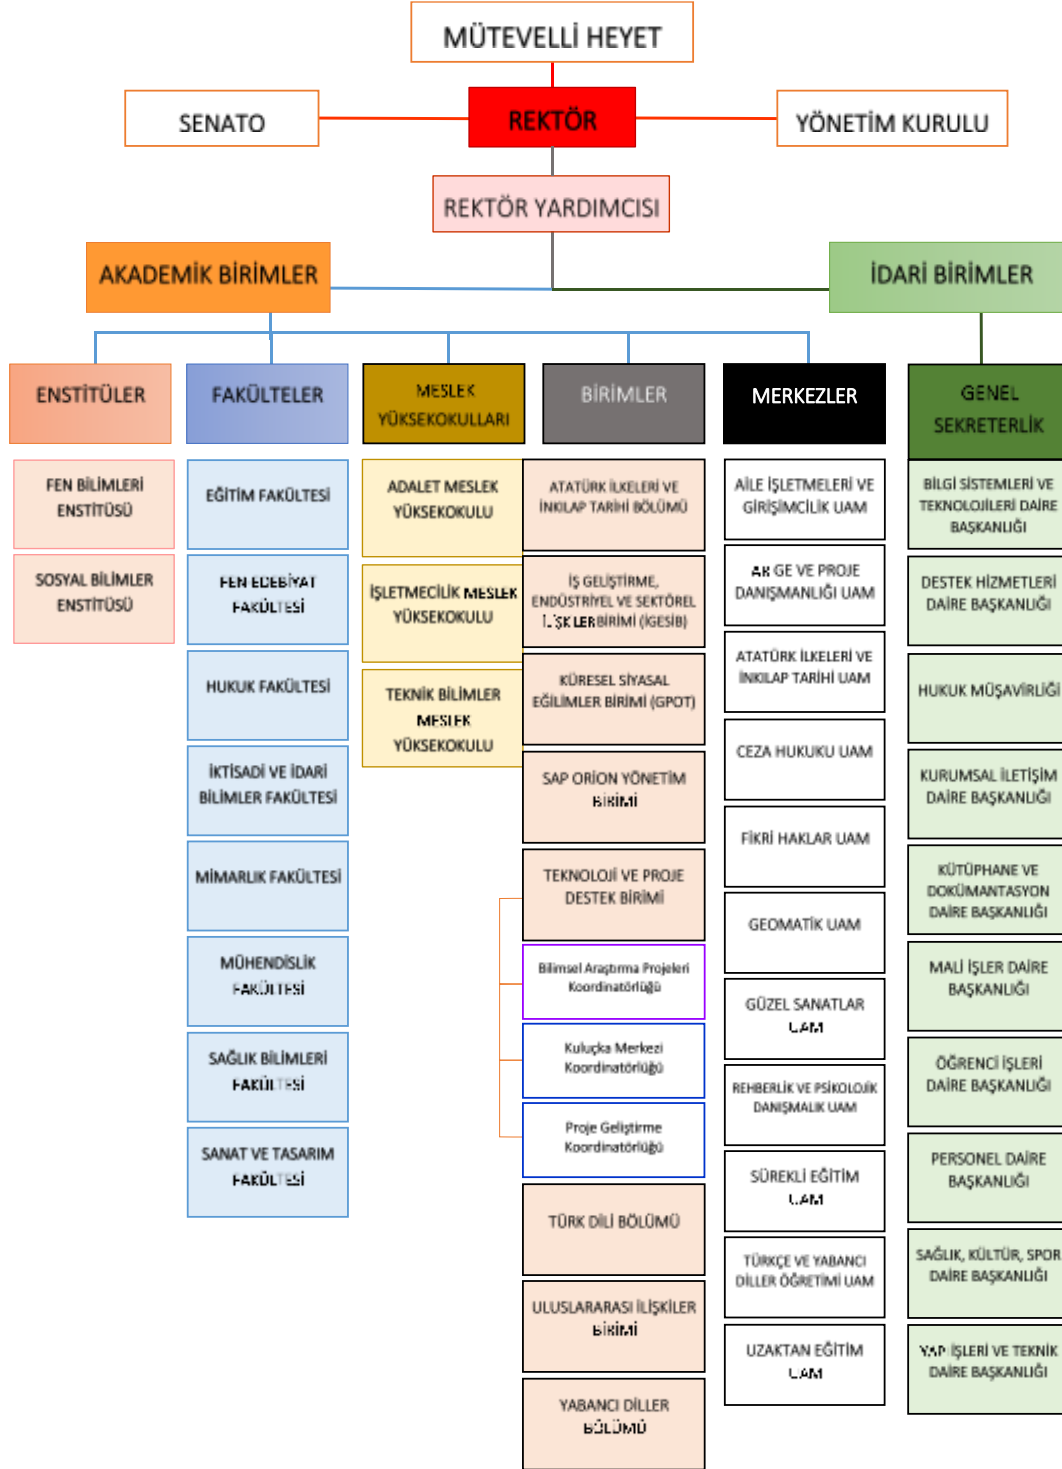 MÜTEVELLİ HEYET
SENATO
REKTÖR
YÖNETİM KURULU
REKTÖR YARDIMCISI
AKADEMİK BİRİMLER
İDARİ BİRİMLER
ENSTİTÜLER
FEN BİLİMLERİ
ENSTİTÜSÜ
SOSYAL BİLİMLER
ENSTİTÜSÜ
FAKÜLTELER
EĞİTİM FAKÜLTESİ
FEN EDEBİYAT
FAKÜLTESİ
HUKUK FAKÜLTESİ
İKTİSADİ VE İDARİ
BİLİMLER FAKÜLTESİ
MİMARLIK FAKÜLTESİ
MÜHENDİSLİK
FAKÜLTESİ
SAĞLIK BİLİMLERİ
FAKÜLTESİ
SANAT VE TASARIM
FAKÜLTESİ
MESLEK
YÜKSEKOKULLARI
ADALET MESLEK
YÜKSEKOKULU
İŞLETMECİLİK MESLEK
YÜKSEKOKULU
TEKNİK BİLİMLER
MESLEK
YÜKSEKOKULU
BİRİMLER
ATATÜRK İLKELERİ VE
İNKILAP TARİHİ BÖLÜMÜ
İŞ GELİŞTİRME,
ENDÜSTRİYEL VE SEKTÖREL
İLİŞKİLER BİRİMİ (İGESİB)
KÜRESEL SİYASAL
EĞİLİMLER BİRİMİ (GPOT)
SAP ORİON YÖNETİM
BİRİMİ
TEKNOLOJİ VE PROJE
DESTEK BİRİMİ
Bilimsel Araştırma Projeleri
Koordinatörlüğü
Kuluçka Merkezi
Koordinatörlüğü
Proje Geliştirme
Koordinatörlüğü
TÜRK DİLİ BÖLÜMÜ
ULUSLARARASI İLİŞKİLER
BİRİMİ
YABANCI DİLLER
BÖLÜMÜ
MERKEZLER
AİLE İŞLETMELERİ VE
GİRİŞİMCİLİK UAM
AR GE VE PROJE
DANIŞMANLIĞI UAM
ATATÜRK İLKELERİ VE
İNKILAP TARİHİ UAM
CEZA HUKUKU UAM
FİKRİ HAKLAR UAM
GEOMATİK UAM
GÜZEL SANATLAR
UAM
REHBERLİK VE PSİKOLOJİK
DANIŞMALIK UAM
SÜREKLİ EĞİTİM
UAM
TÜRKÇE VE YABANCI
DİLLER ÖĞRETİMİ UAM
UZAKTAN EĞİTİM
UAM
GENEL
SEKRETERLİK
BİLGİ SİSTEMLERİ VE
TEKNOLOJİLERİ DAİRE
BAŞKANLIĞI
DESTEK HİZMETLERİ
DAİRE BAŞKANLIĞI
HUKUK MÜŞAVİRLİĞİ
KURUMSAL İLETİŞİM
DAİRE BAŞKANLIĞI
KÜTÜPHANE VE
DOKÜMANTASYON
DAİRE BAŞKANLIĞI
MALİ İŞLER DAİRE
BAŞKANLIĞI
ÖĞRENCİ İŞLERİ
DAİRE BAŞKANLIĞI
PERSONEL DAİRE
BAŞKANLIĞI
SAĞLIK, KÜLTÜR, SPOR
DAİRE BAŞKANLIĞI
YAPI İŞLERİ VE TEKNİK
DAİRE BAŞKANLIĞI